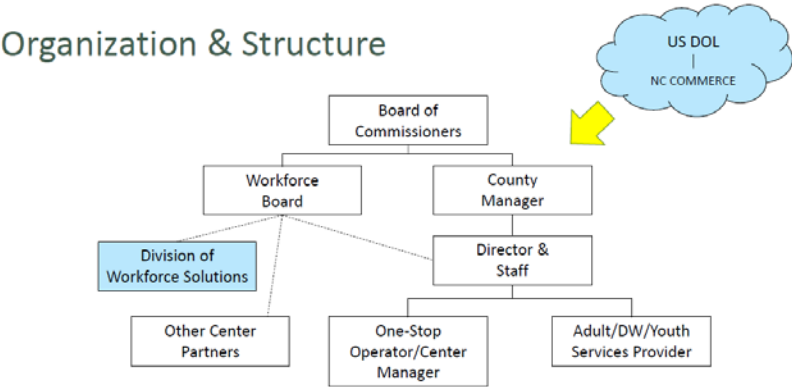 Organization & Structure
US DOL
NC COMMERCE
Board of
Commissioners
Workforce
Board
County
Manager
Division of
Workforce Solutions
Director &
Staff
Other Center
Partners
One-Stop
Operator/Center
Manager
Adult/DW/Youth
Services Provider